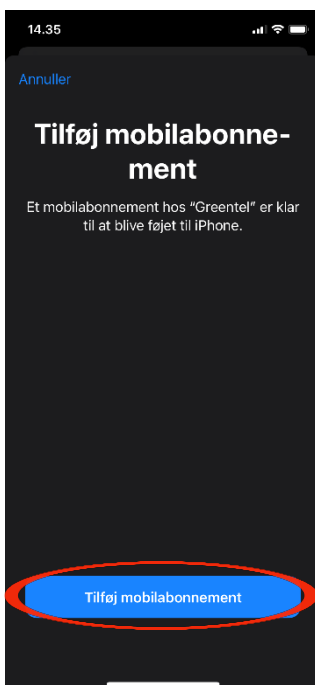 14.35
Annuller
Tilføj mobilabonne-
ment
Et mobilabonnement hos "Greentel" er klar
til at blive føjet til iPhone.
Tilføj mobilabonnement